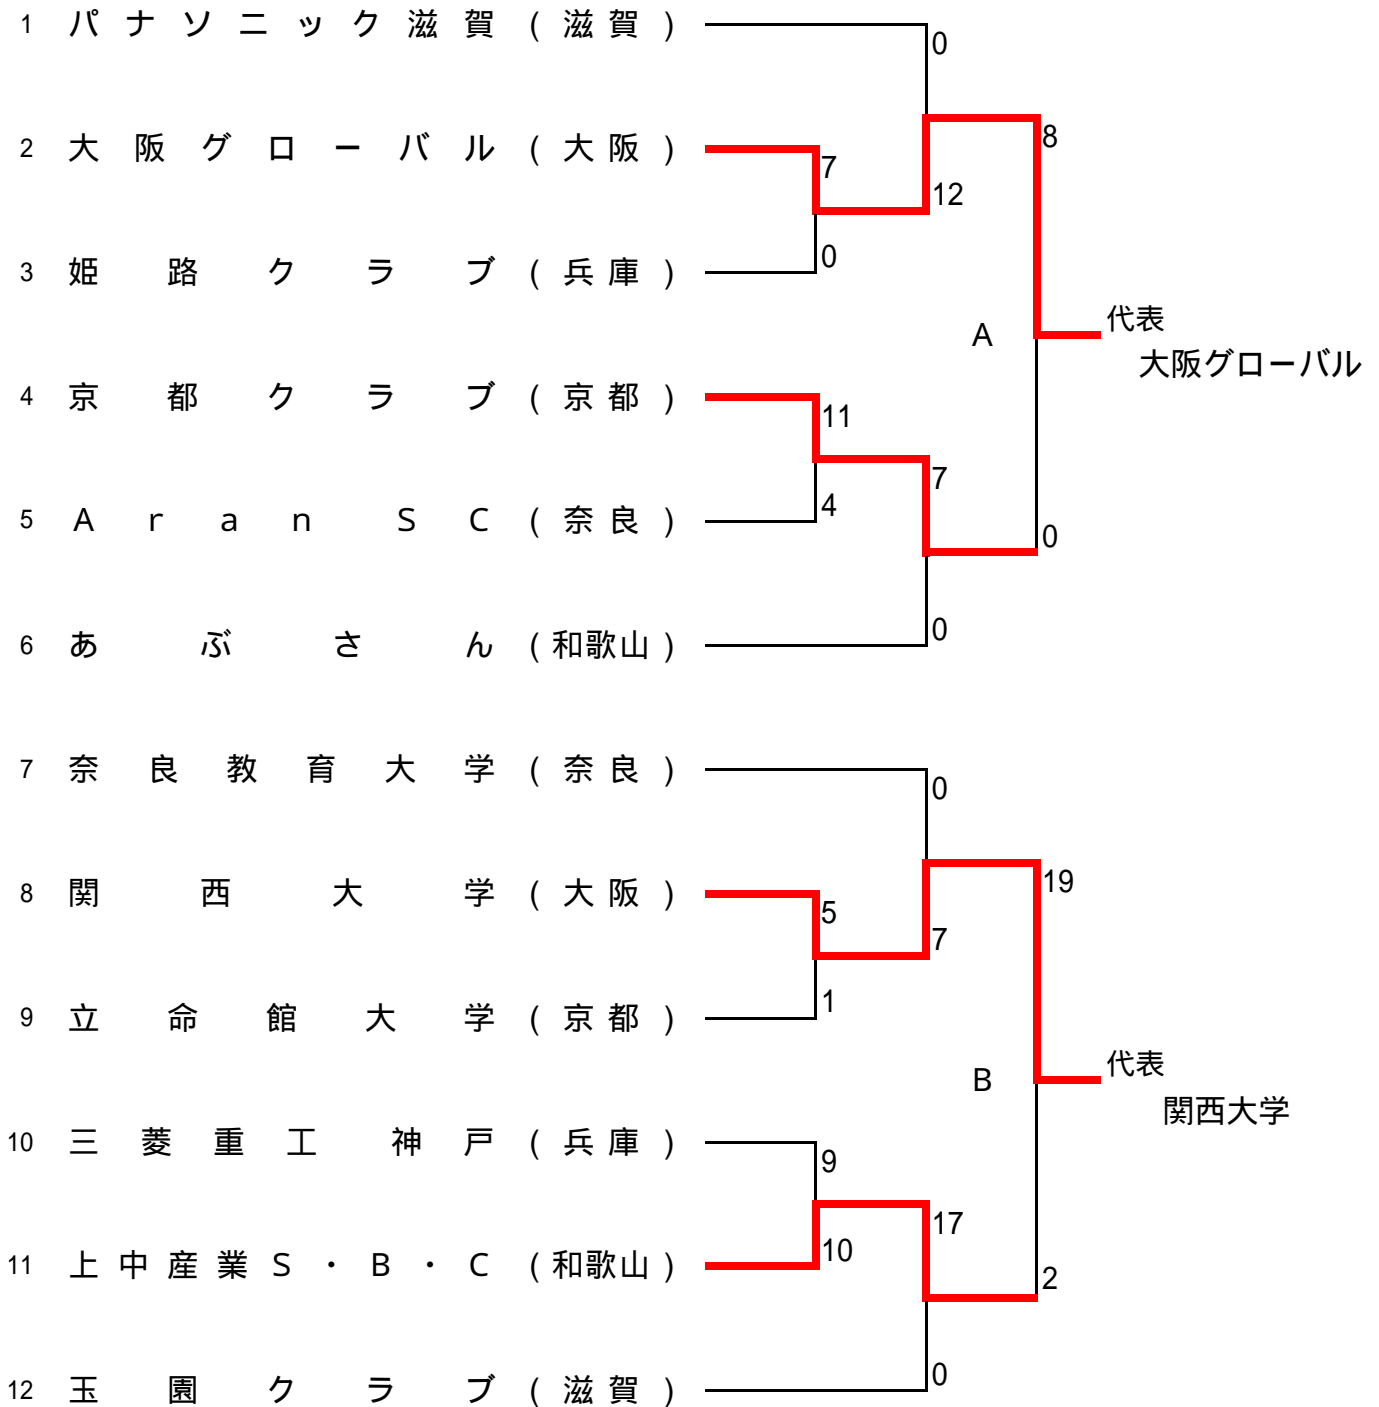 1 パナソニック滋賀 ( 滋賀 )
0
2 大阪グローバル ( 大阪 )
7
12
8
3 姫路クラブ ( 兵庫 )
0
A
代表
大阪グローバル
4 京都クラブ ( 京都 )
11
7
5 Aran SC ( 奈良 )
4
0
6 あぶさん ( 和歌山 )
0
7 奈良教育大学 ( 奈良 )
0
8 関西大学 ( 大阪 )
5
7
19
9 立命館大学 ( 京都 )
1
B
代表
関西大学
10 三菱重工 神戸 ( 兵庫 )
9
17
11 上中産業S・B・C ( 和歌山 )
10
2
12 玉園クラブ ( 滋賀 )
0